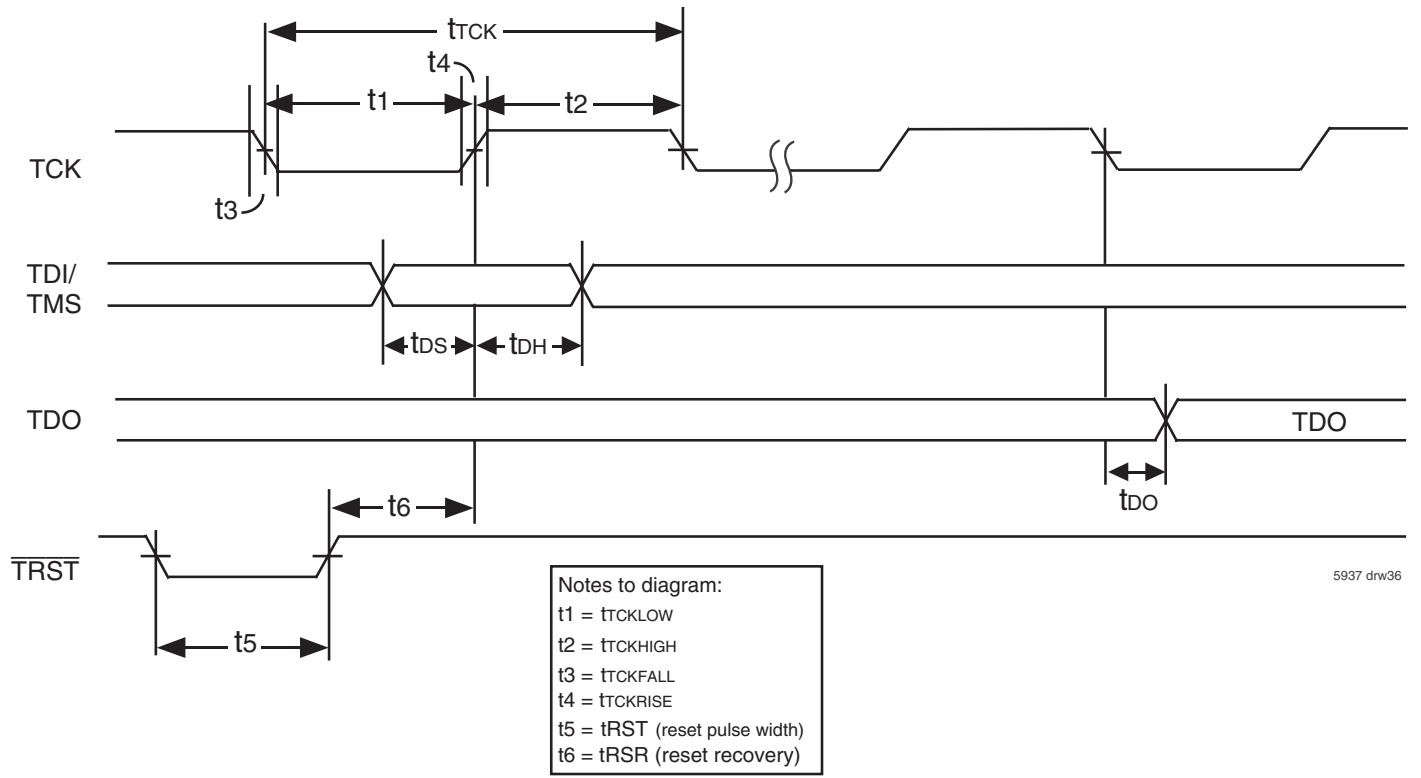 tTCK
t4
t1
t2
TCK
t3
TDI/
TMS
tDS
tDH
TDO
TDO
tDO
t6
TRST
5937 drw36
t5
Notes to diagram:
t1 = tTCKLOW
t2 = tTCKHIGH
t3 = tTCKFALL
t4 = tTCKRISE
t5 = tRST (reset pulse width)
t6 = tRSR (reset recovery)